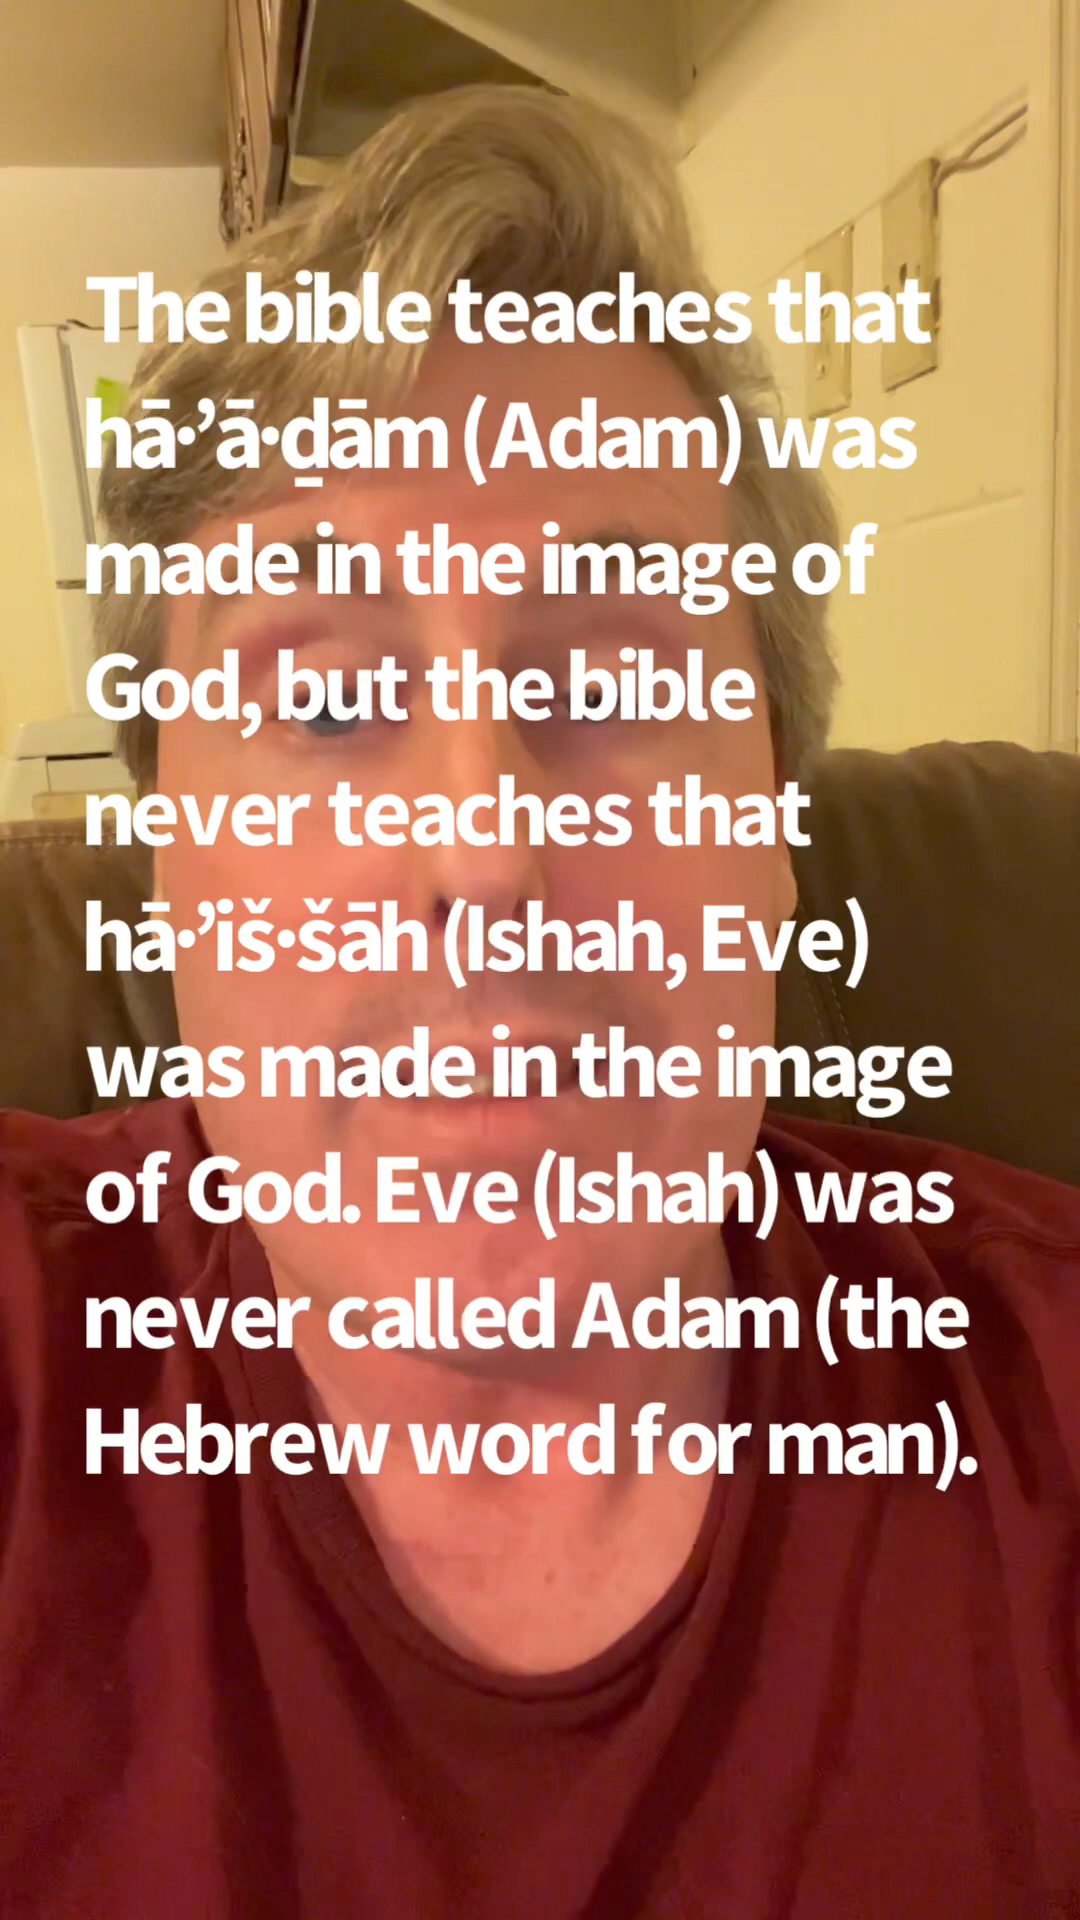 The bible teaches that
hā·’ā·ḏām (Adam) was
made in the image of
God, but the bible
never teaches that
hā·’iš·šāh (Ishah, Eve)
was made in the image
of God. Eve (Ishah) was
never called Adam (the
Hebrew word for man).